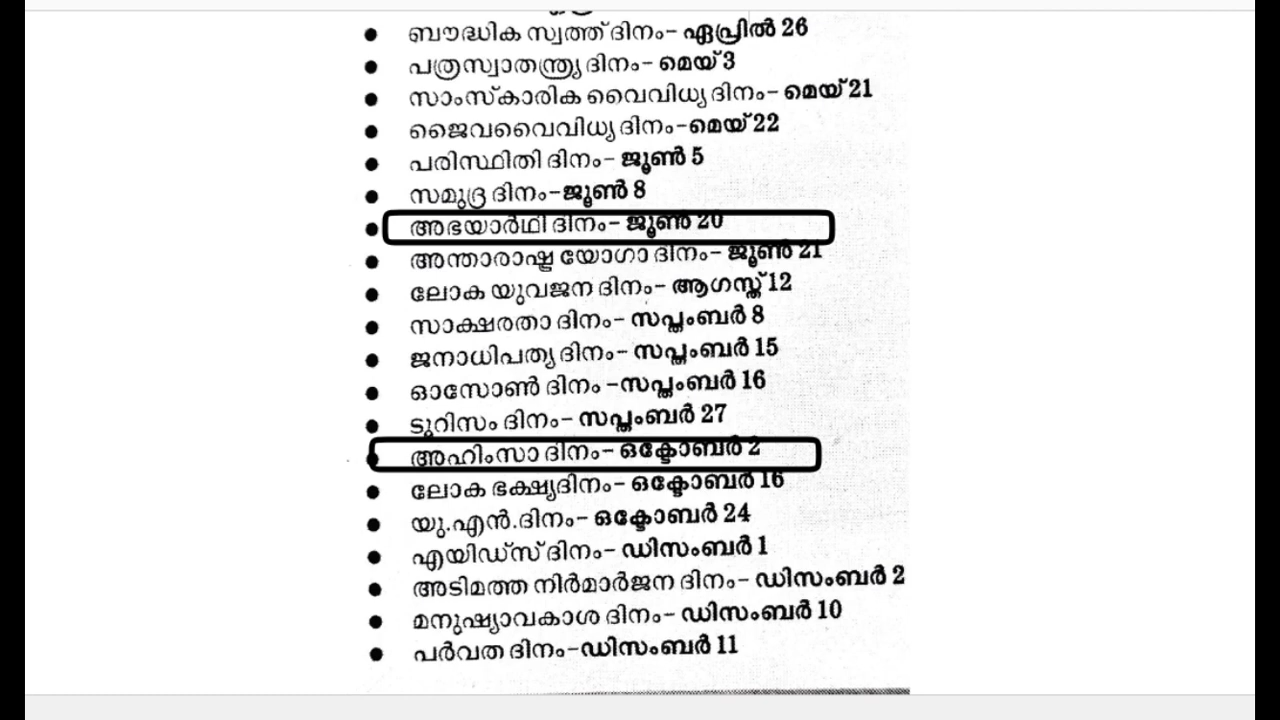 • ബൗദ്ധിക സ്വത്ത് ദിനം- ഏപ്രിൽ 26
• പത്രസ്വാതന്ത്ര്യ ദിനം- മെയ് 3
• സാംസ്കാരിക വൈവിധ്യ ദിനം- മെയ് 21
• ജൈവവൈവിധ്യ ദിനം-മെയ് 22
• പരിസ്ഥിതി ദിനം- ജൂൺ 5
• സമുദ്ര ദിനം-ജൂൺ 8
• അഭയാർഥി ദിനം- ജൂൺ 20
• അന്താരാഷ്ട്ര യോഗാ ദിനം- ജൂൺ 21
• ലോക യുവജന ദിനം- ആഗസ്ത് 12
• സാക്ഷരതാ ദിനം- സപ്തംബർ 8
• ജനാധിപത്യ ദിനം- സപ്തംബർ 15
• ഓസോൺ ദിനം -സപ്തംബർ 16
• ടൂറിസം ദിനം- സപ്തംബർ 27
• അഹിംസാ ദിനം- ഒക്ടോബർ 2
• ലോക ഭക്ഷ്യദിനം- ഒക്ടോബർ 16
• യു.എൻ.ദിനം- ഒക്ടോബർ 24
• എയിഡ്സ് ദിനം- ഡിസംബർ 1
• അടിമത്ത നിർമാർജന ദിനം- ഡിസംബർ 2
• മനുഷ്യാവകാശ ദിനം- ഡിസംബർ 10
• പർവത ദിനം-ഡിസംബർ 11